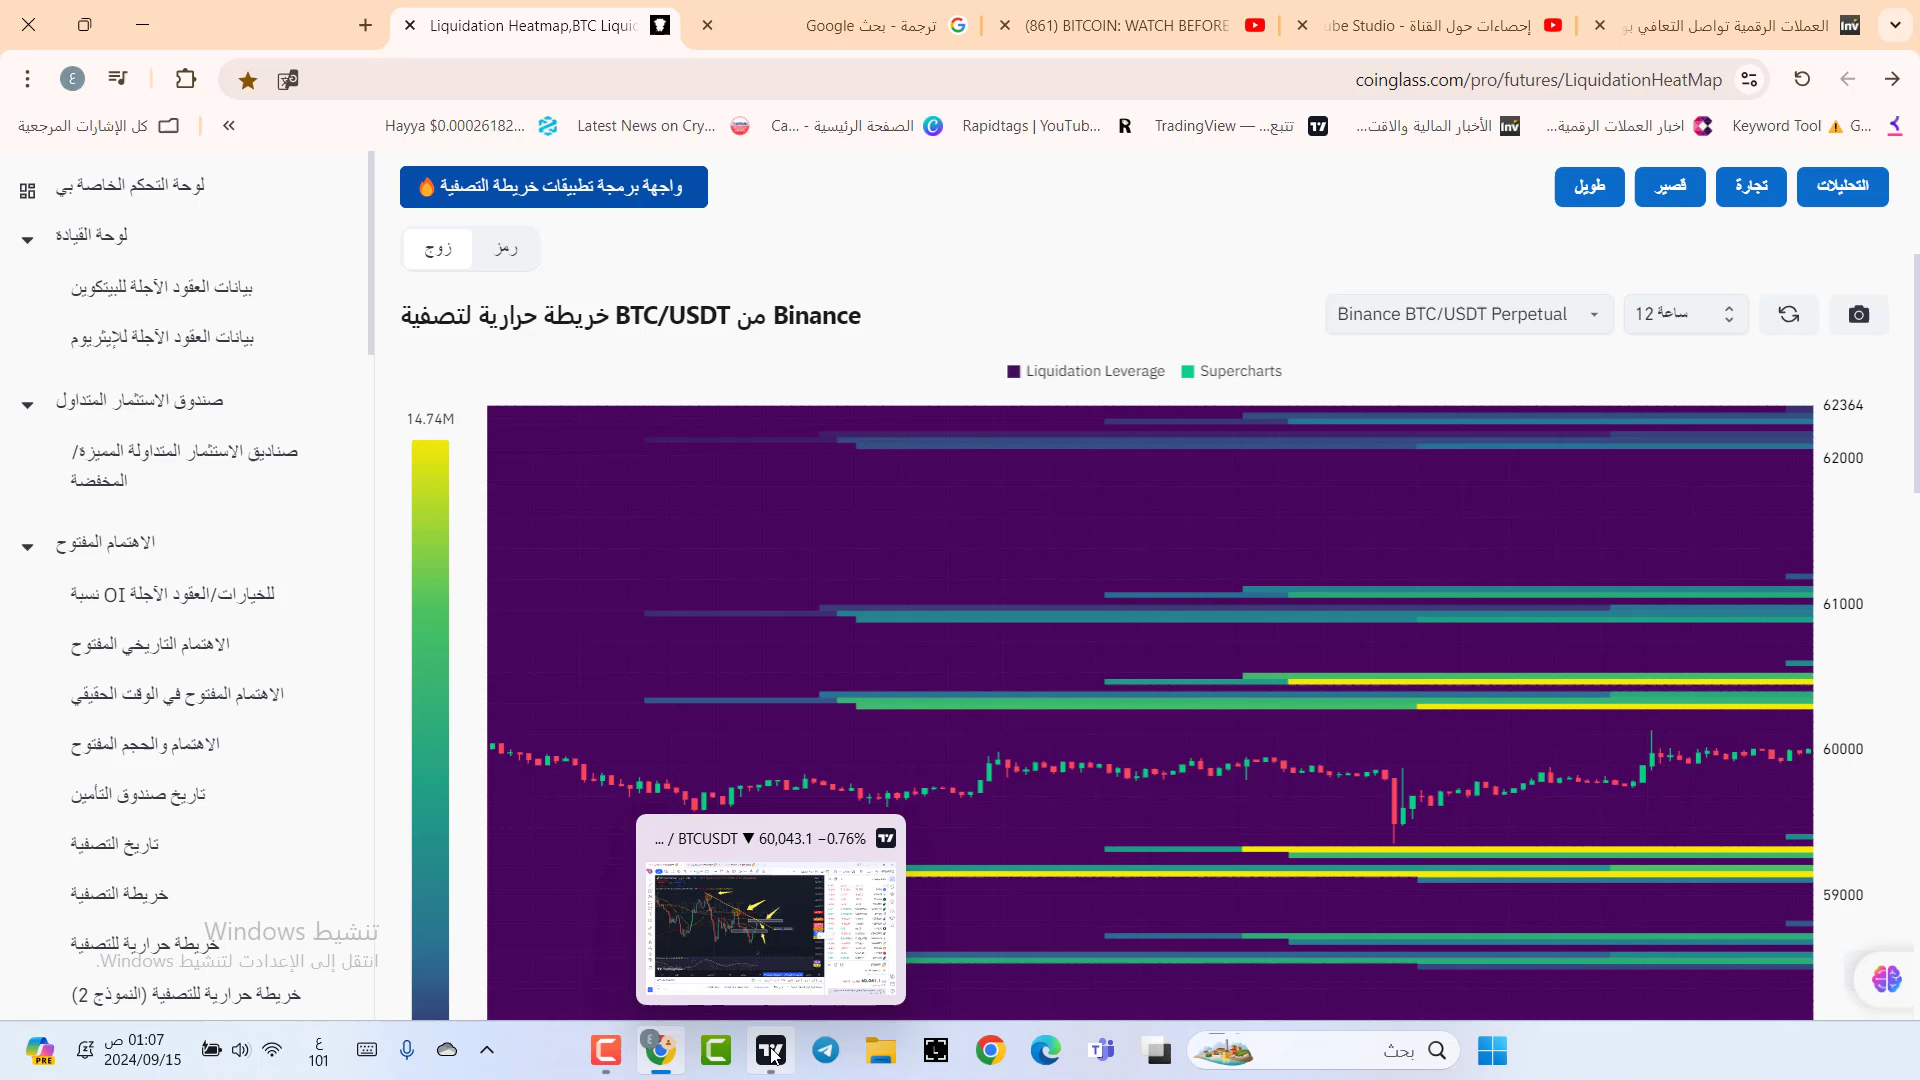 Liquidation Heatmap,BTC Liquid
ترجمة - بحث Google
(861) BITCOIN: WATCH BEFORE
إحصاءات حول القناة - ube Studio
العملات الرقمية تواصل التعافي بو
coinglass.com/pro/futures/LiquidationHeatMap
كل الإشارات المرجعية
Hayya $0.00026182...
Latest News on Cry...
الصفحة الرئيسية - Ca...
Rapidtags | YouTub...
TradingView — تتبع...
الأخبار المالية والاقت...
اخبار العملات الرقمية...
Keyword Tool ⚠ G...
لوحة التحكم الخاصة بي
لوحة القيادة
بيانات العقود الآجلة للبيتكوين
بيانات العقود الآجلة للإيثريوم
صندوق الاستثمار المتداول
صناديق الاستثمار المتداولة المميزة/
المخفضة
الاهتمام المفتوح
للخيارات/العقود الآجلة OI نسبة
الاهتمام التاريخي المفتوح
الاهتمام المفتوح في الوقت الحقيقي
الاهتمام والحجم المفتوح
تاريخ صندوق التأمين
تاريخ التصفية
خريطة التصفية
خريطة حرارية للتصفية
خريطة حرارية للتصفية (النموذج 2)
تنشيط Windows
انتقل إلى الإعدادت لتنشيط Windows.
واجهة برمجة تطبيقات خريطة التصفية 🔥
طويل
قصير
تجارة
التحليلات
زوج
رمز
خريطة حرارية لتصفية BTC/USDT من Binance
Binance BTC/USDT Perpetual
12 ساعة
Liquidation Leverage
Supercharts
14.74M
62364
62000
61000
60000
59000
... / BTCUSDT ▼ 60,043.1 −0.76%
01:07 ص
2024/09/15
ع
101
بحث
PRE